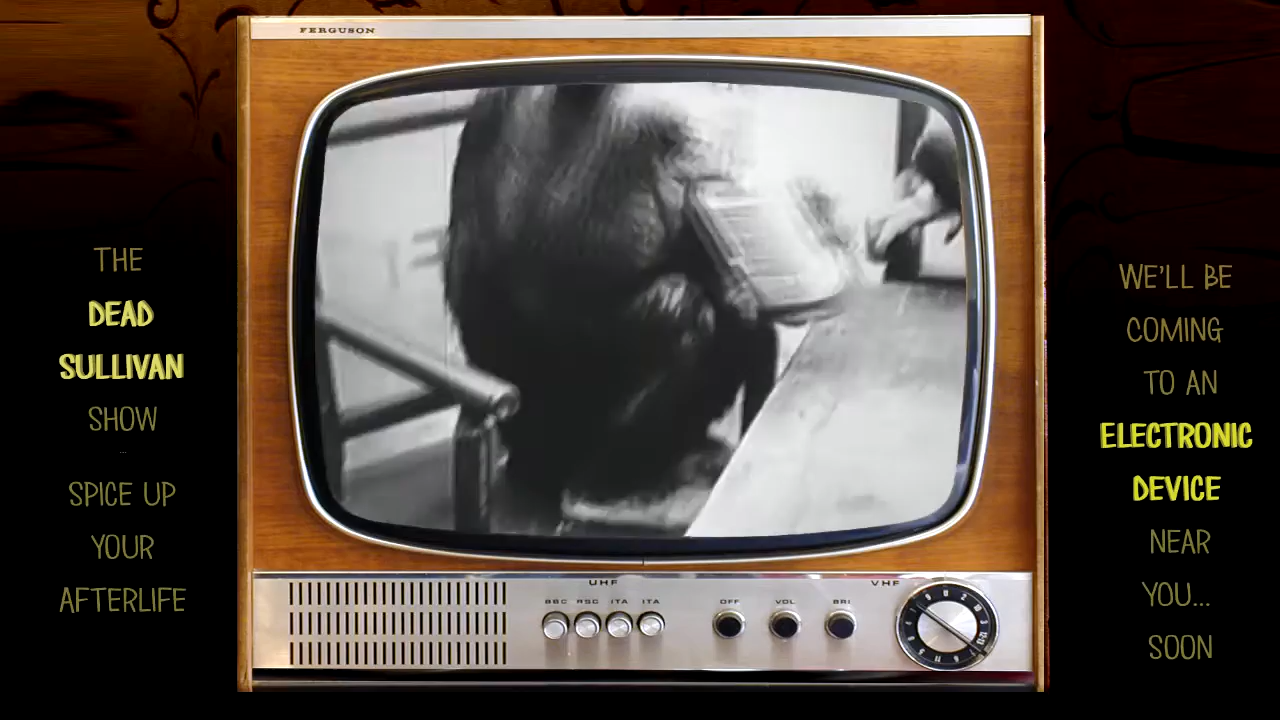 FERGUSON
THE
DEAD
SULLIVAN
SHOW
...
SPICE UP
YOUR
AFTERLIFE
WE'LL BE
COMING
TO AN
ELECTRONIC
DEVICE
NEAR
YOU...
SOON
UHF
BBC RSC ITA ITA
OFF VOL BRI
VHF